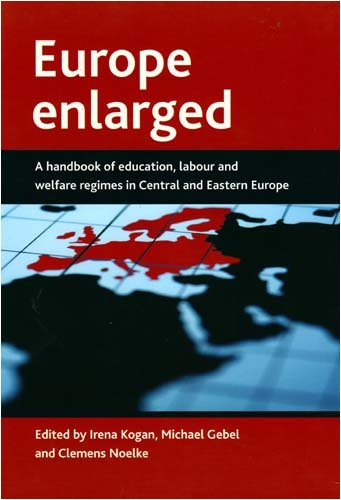 Europe
enlarged
A handbook of education, labour and
welfare regimes in Central and Eastern Europe
Edited by Irena Kogan, Michael Gebel
and Clemens Noelke